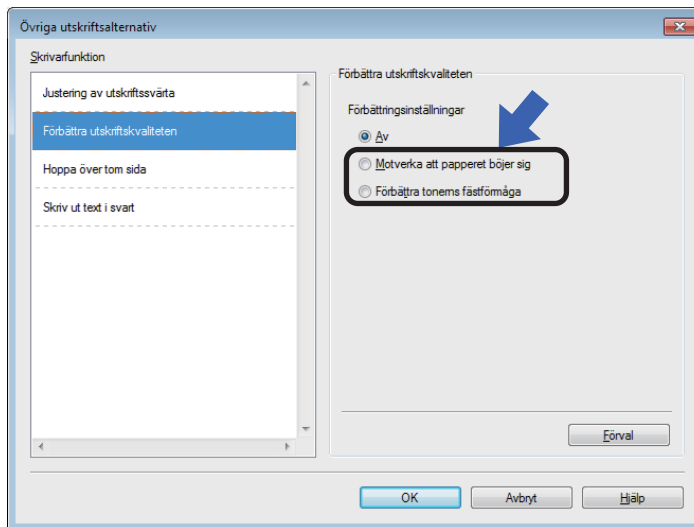 Övriga utskriftsalternativ
Skrivarfunktion
Justering av utskriftssvärta
Förbättra utskriftskvaliteten
Hoppa över tom sida
Skriv ut text i svart
Förbättra utskriftskvaliteten
Förbättringsinställningar
Av
Motverka att papperet böjer sig
Förbättra tonerns fästförmåga
Förval
OK
Avbryt
Hjälp